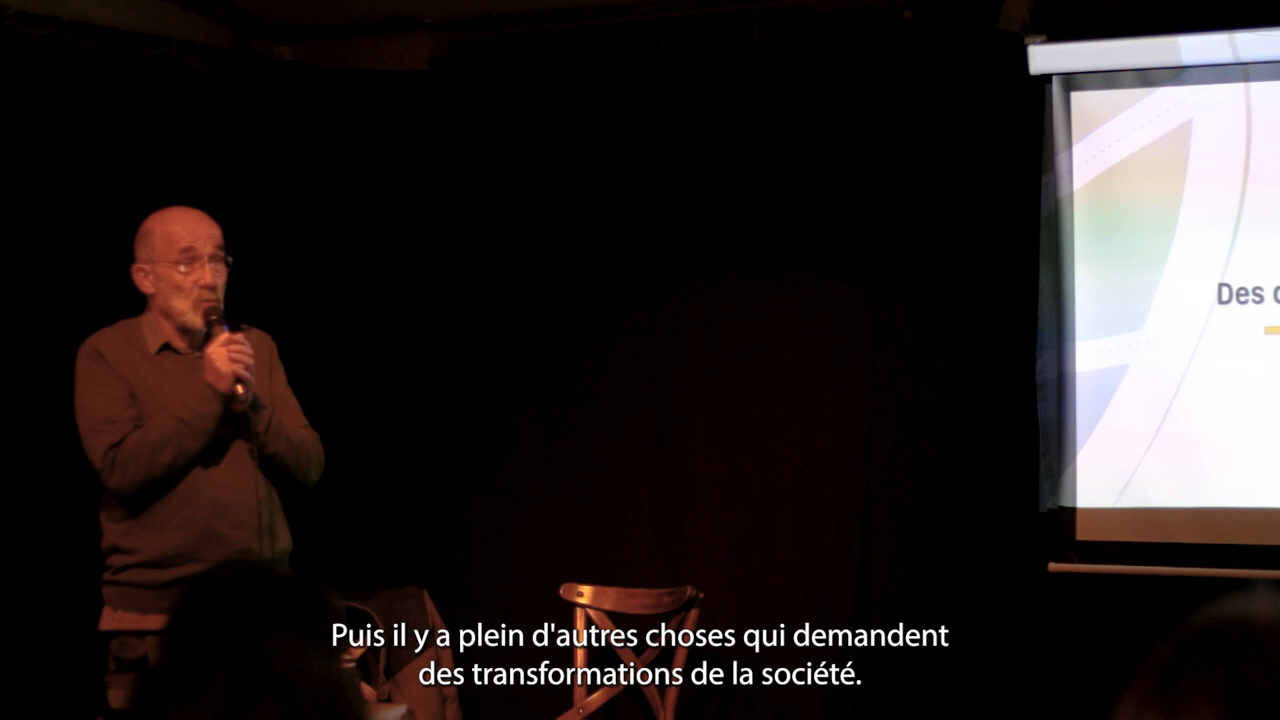 Des
Puis il y a plein d'autres choses qui demandent
des transformations de la société.